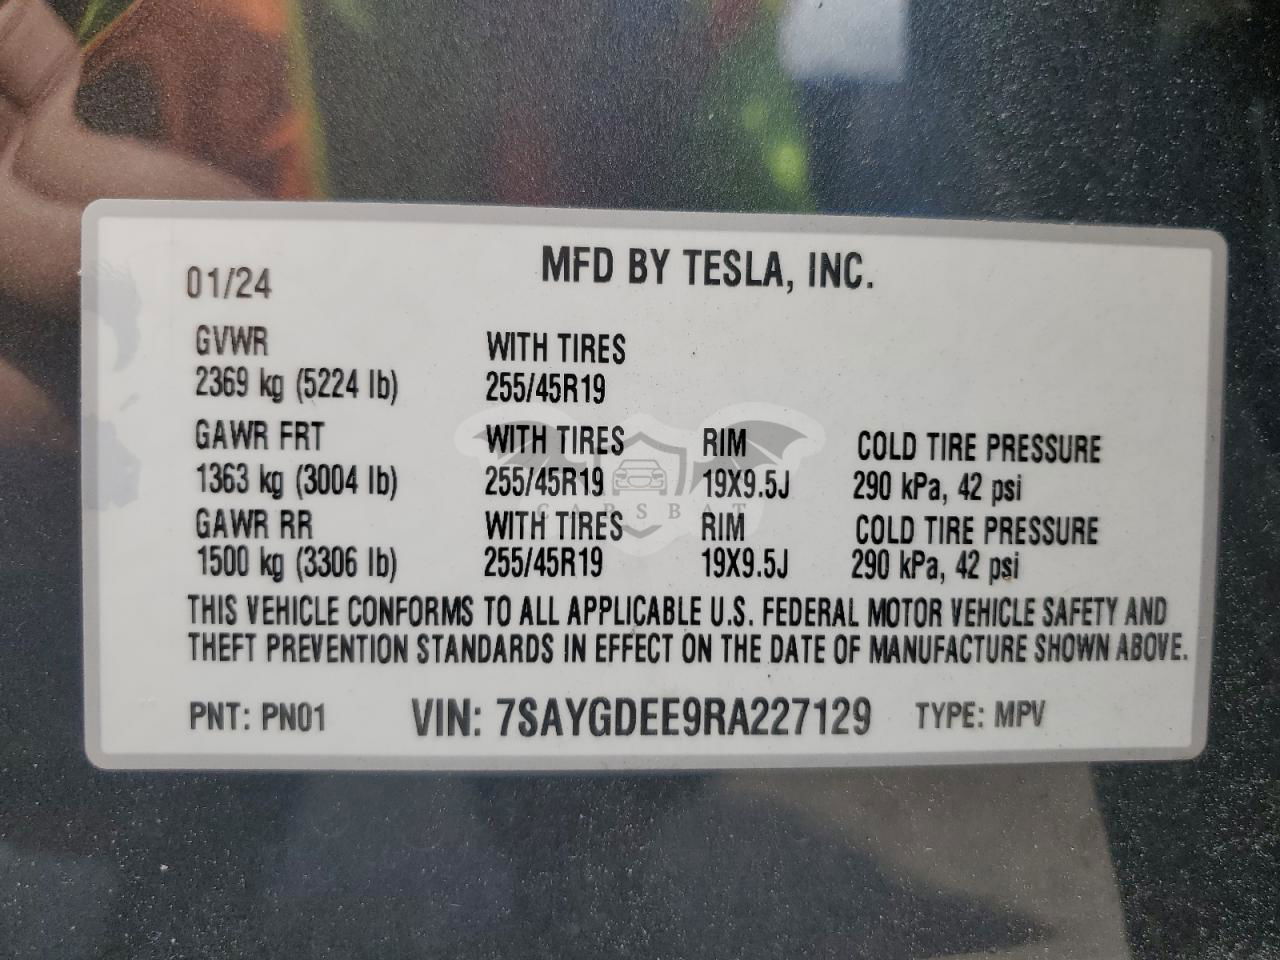 MFD BY TESLA, INC.
01/24
GVWR WITH TIRES
2369 kg (5224 lb) 255/45R19
GAWR FRT WITH TIRES RIM COLD TIRE PRESSURE
1363 kg (3004 lb) 255/45R19 19X9.5J 290 kPa, 42 psi
CARSBAT
GAWR RR WITH TIRES RIM COLD TIRE PRESSURE
1500 kg (3306 lb) 255/45R19 19X9.5J 290 kPa, 42 psi
THIS VEHICLE CONFORMS TO ALL APPLICABLE U.S. FEDERAL MOTOR VEHICLE SAFETY AND
THEFT PREVENTION STANDARDS IN EFFECT ON THE DATE OF MANUFACTURE SHOWN ABOVE.
PNT: PN01 VIN: 7SAYGDEE9RA227129 TYPE: MPV